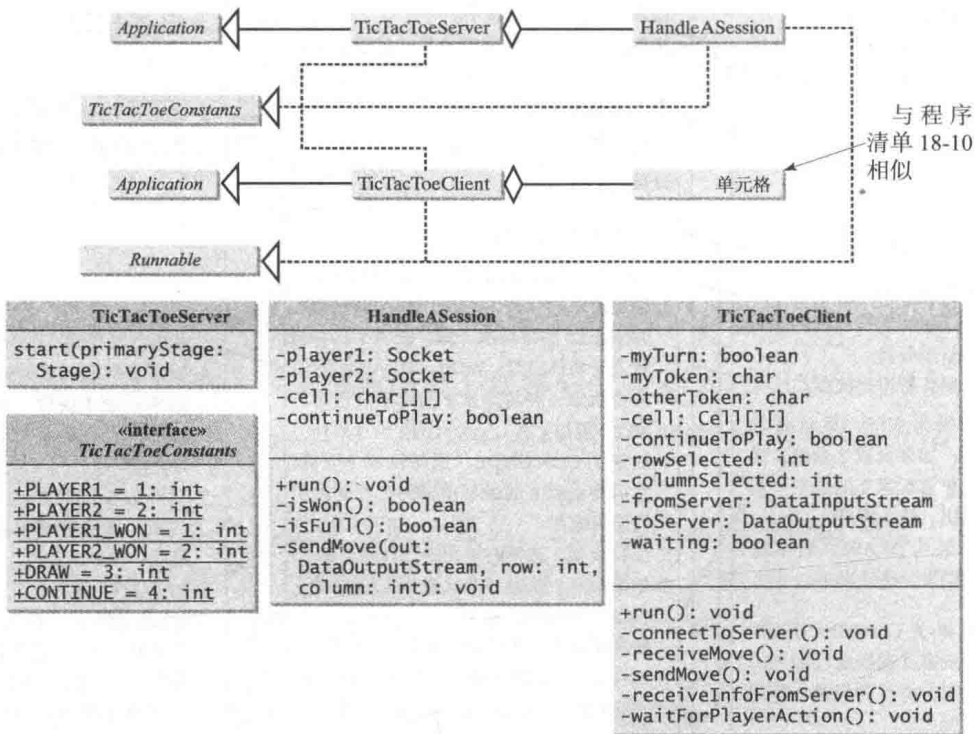 Application
TicTacToeServer
HandleASession
TicTacToeConstants
与程序
清单 18-10
相似
Application
TicTacToeClient
单元格
Runnable
TicTacToeServer
start(primaryStage:
Stage): void
«interface»
TicTacToeConstants
+PLAYER1 = 1: int
+PLAYER2 = 2: int
+PLAYER1_WON = 1: int
+PLAYER2_WON = 2: int
+DRAW = 3: int
+CONTINUE = 4: int
HandleASession
-player1: Socket
-player2: Socket
-cell: char[][]
-continueToPlay: boolean
+run(): void
-isWon(): boolean
-isFull(): boolean
-sendMove(out:
DataOutputStream, row: int,
column: int): void
TicTacToeClient
-myTurn: boolean
-myToken: char
-otherToken: char
-cell: Cell[][]
-continueToPlay: boolean
-rowSelected: int
-columnSelected: int
-fromServer: DataInputStream
-toServer: DataOutputStream
-waiting: boolean
+run(): void
-connectToServer(): void
-receiveMove(): void
-sendMove(): void
-receiveInfoFromServer(): void
-waitForPlayerAction(): void